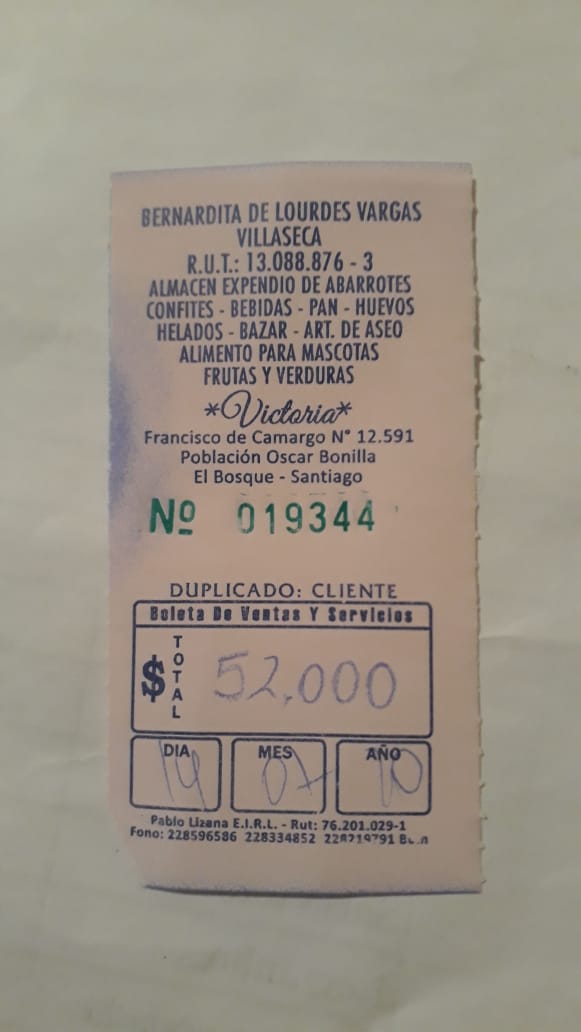 BERNARDITA DE LOURDES VARGAS
VILLASECA
R.U.T.: 13.088.876 - 3
ALMACEN EXPENDIO DE ABARROTES
CONFITES - BEBIDAS - PAN - HUEVOS
HELADOS - BAZAR - ART. DE ASEO
ALIMENTO PARA MASCOTAS
FRUTAS Y VERDURAS
*Victoria*
Francisco de Camargo N° 12.591
Población Oscar Bonilla
El Bosque - Santiago
Nº 019344
DUPLICADO: CLIENTE
Boleta De Ventas Y Servicios
$ TOTAL 52.000
DIA MES AÑO
07
Pablo Lizana E.I.R.L. - Rut: 76.201.029-1
Fono: 228596586 228334852 228219791